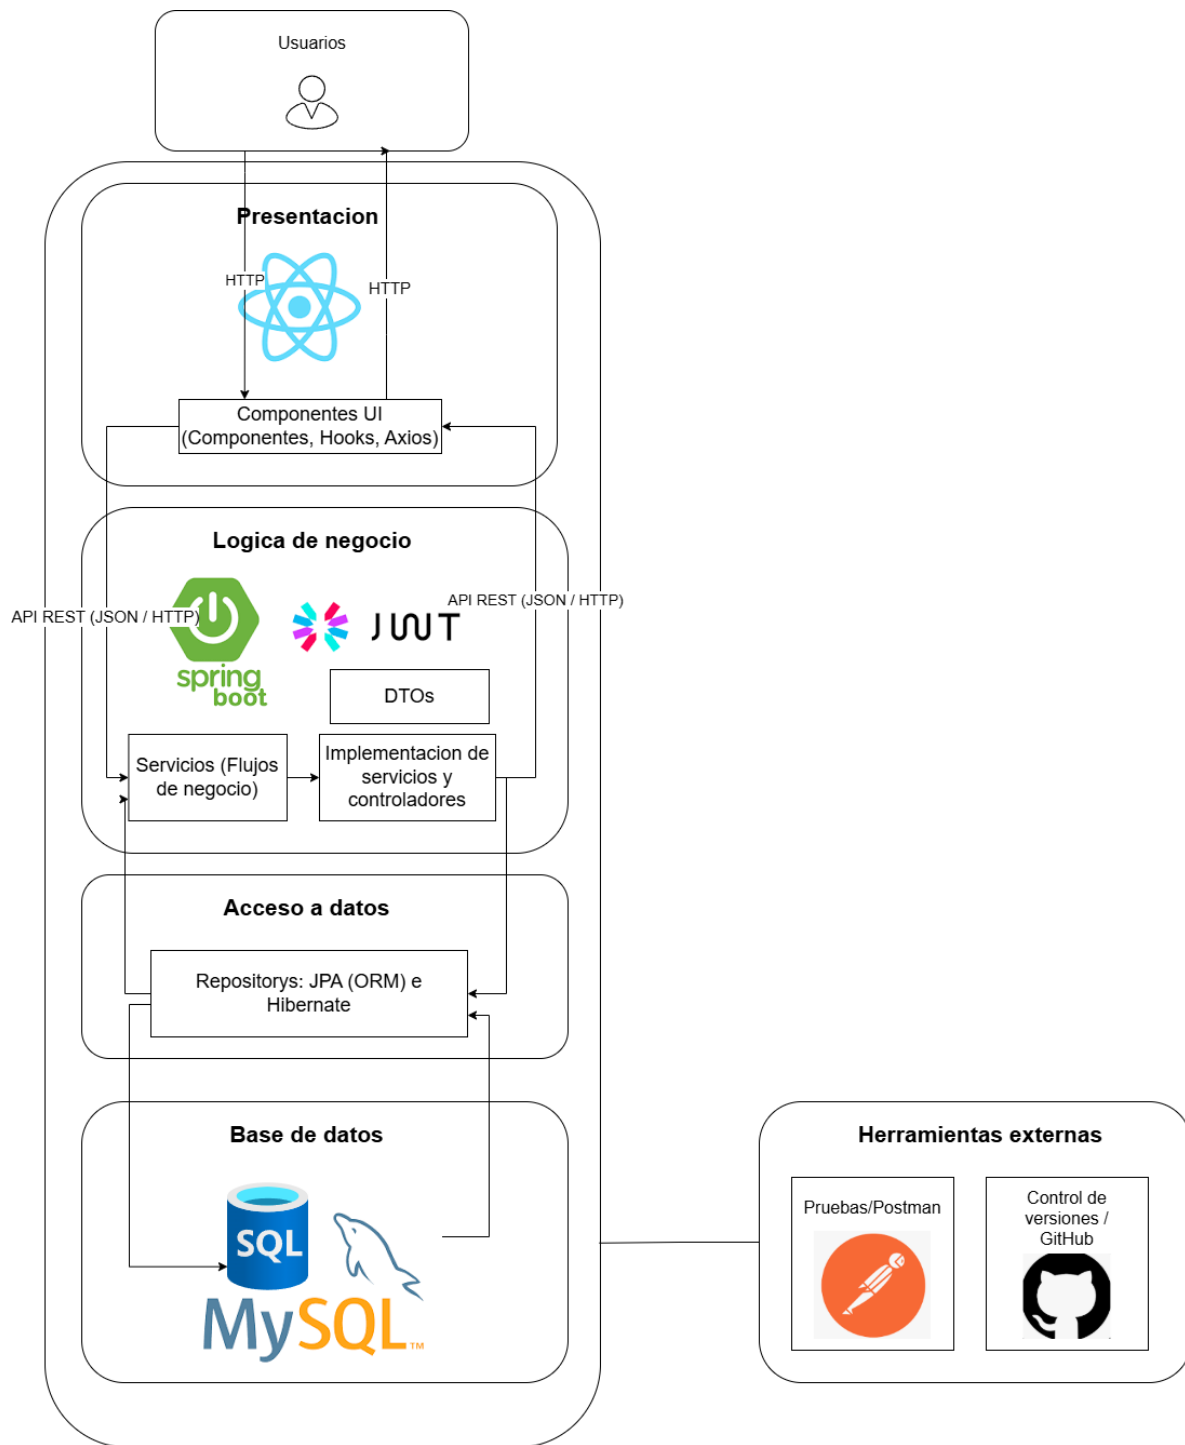 Usuarios
Presentacion
HTTP
HTTP
Componentes UI
(Componentes, Hooks, Axios)
Logica de negocio
API REST (JSON / HTTP)
API REST (JSON / HTTP)
spring
boot
JWT
DTOs
Servicios (Flujos
de negocio)
Implementacion de
servicios y
controladores
Acceso a datos
Repositorys: JPA (ORM) e
Hibernate
Base de datos
SQL
MySQL™
Herramientas externas
Pruebas/Postman
Control de
versiones /
GitHub